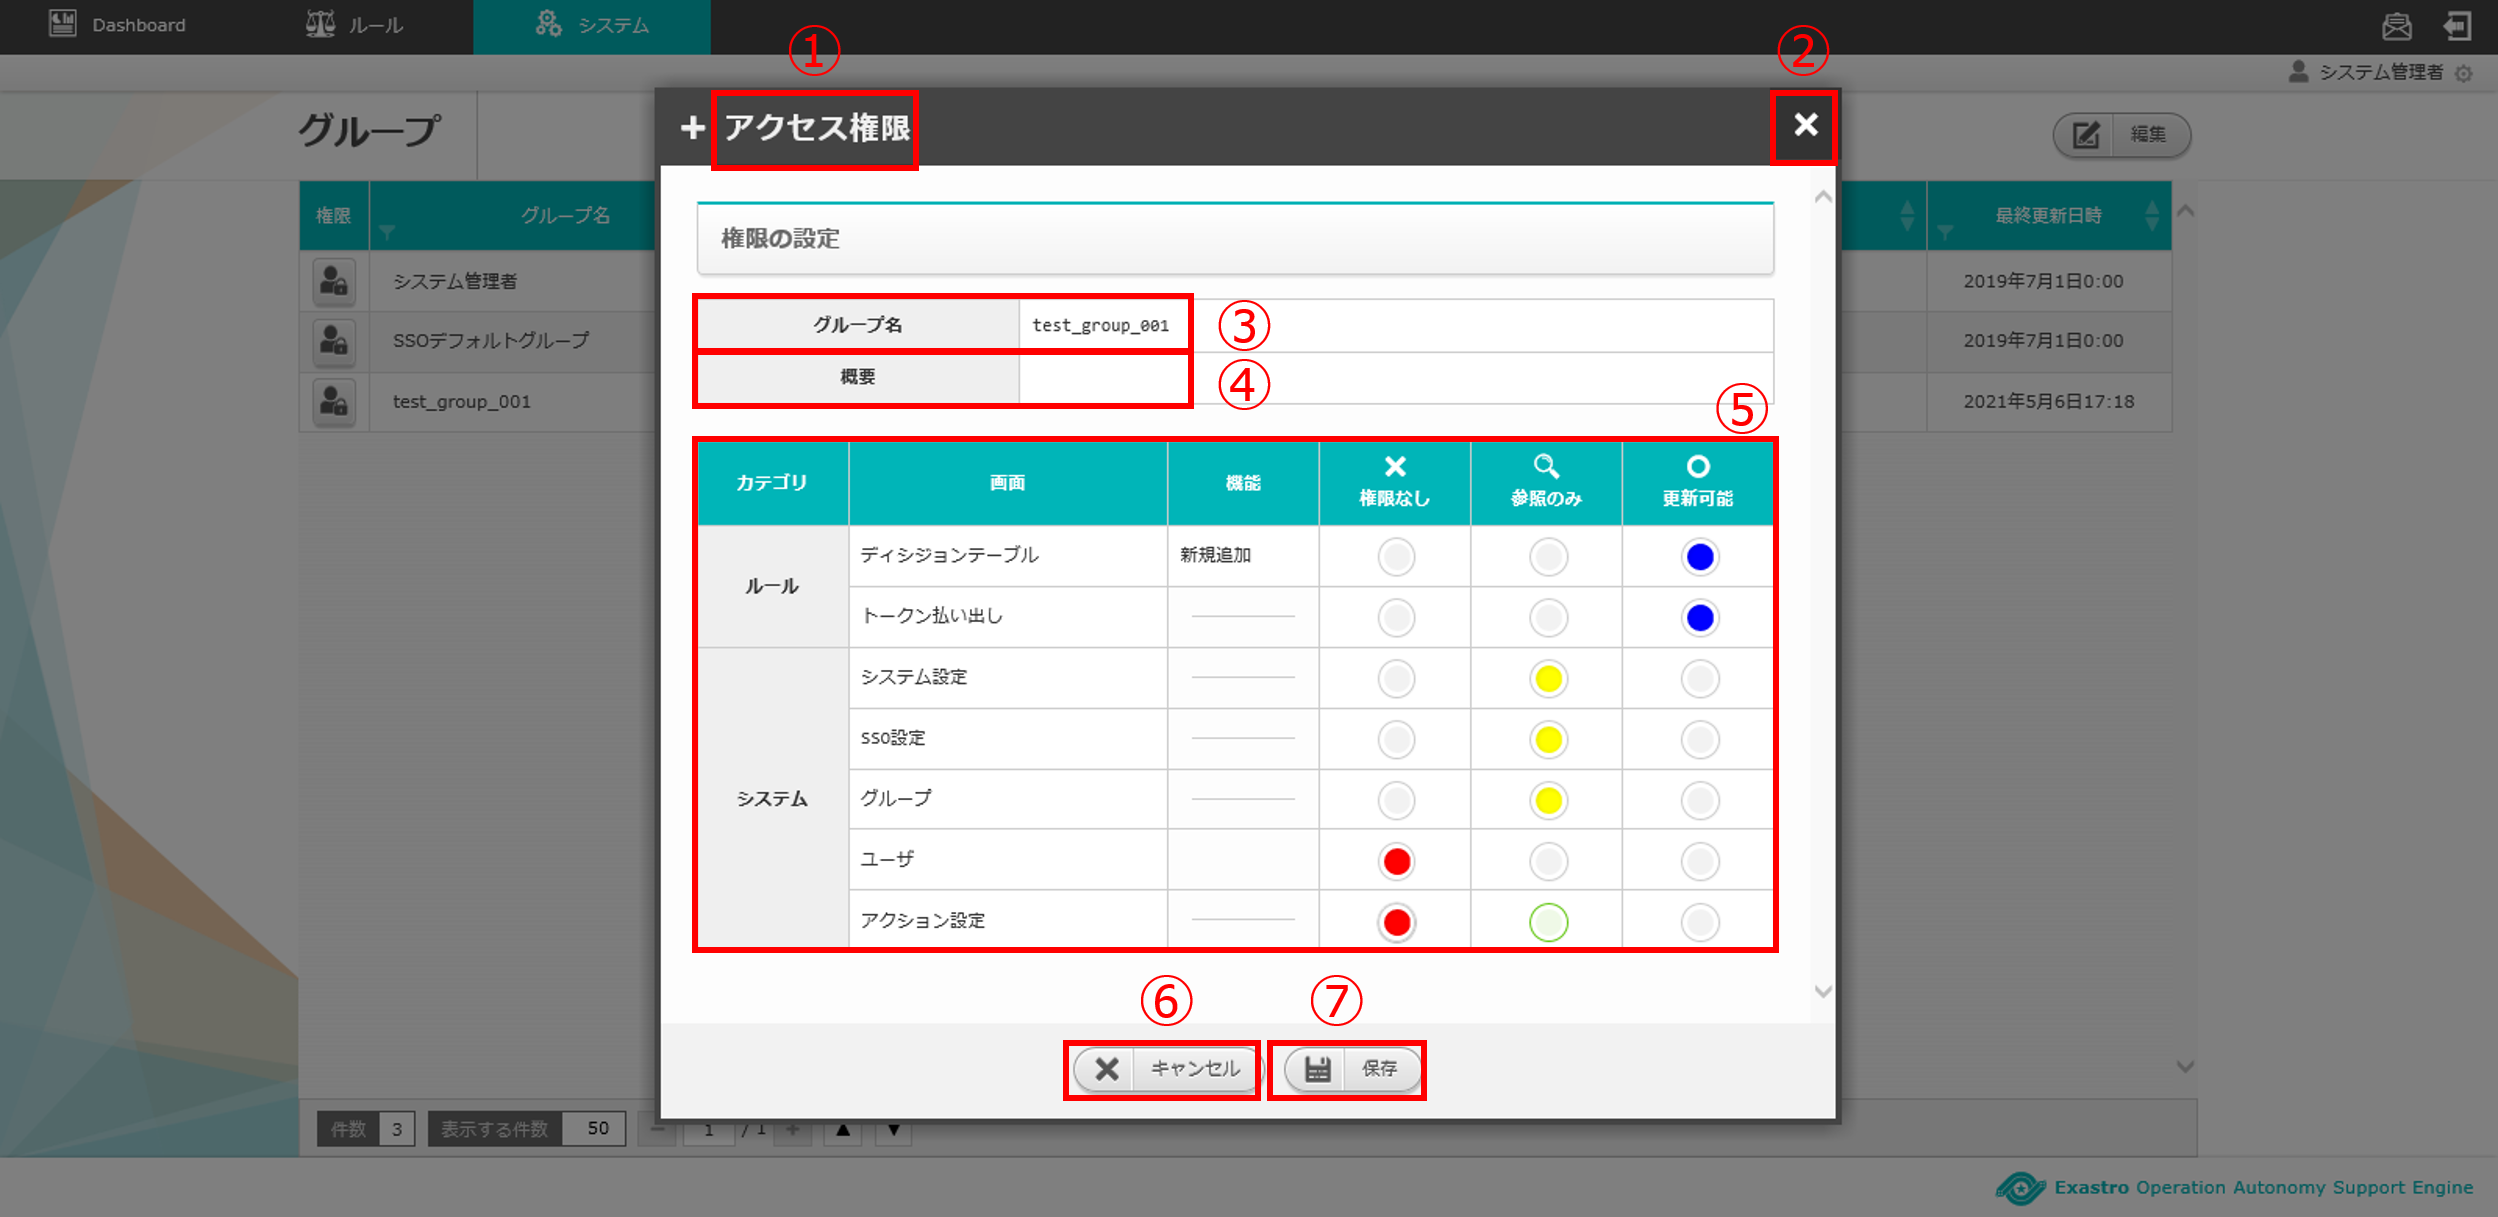 Dashboard
ルール
システム
①
②
システム管理者
グループ
アクセス権限
編集
権限の設定
権限
グループ名
最終更新日時
システム管理者
2019年7月1日0:00
SSOデフォルトグループ
2019年7月1日0:00
test_group_001
2021年5月6日17:18
グループ名
test_group_001
③
概要
④
⑤
カテゴリ
画面
機能
権限なし
参照のみ
更新可能
ルール
ディシジョンテーブル
新規追加
トークン払い出し
システム
システム設定
SSO設定
グループ
ユーザ
アクション設定
⑥
⑦
キャンセル
保存
件数 3
表示する件数 50
1 / 1
Exastro Operation Autonomy Support Engine